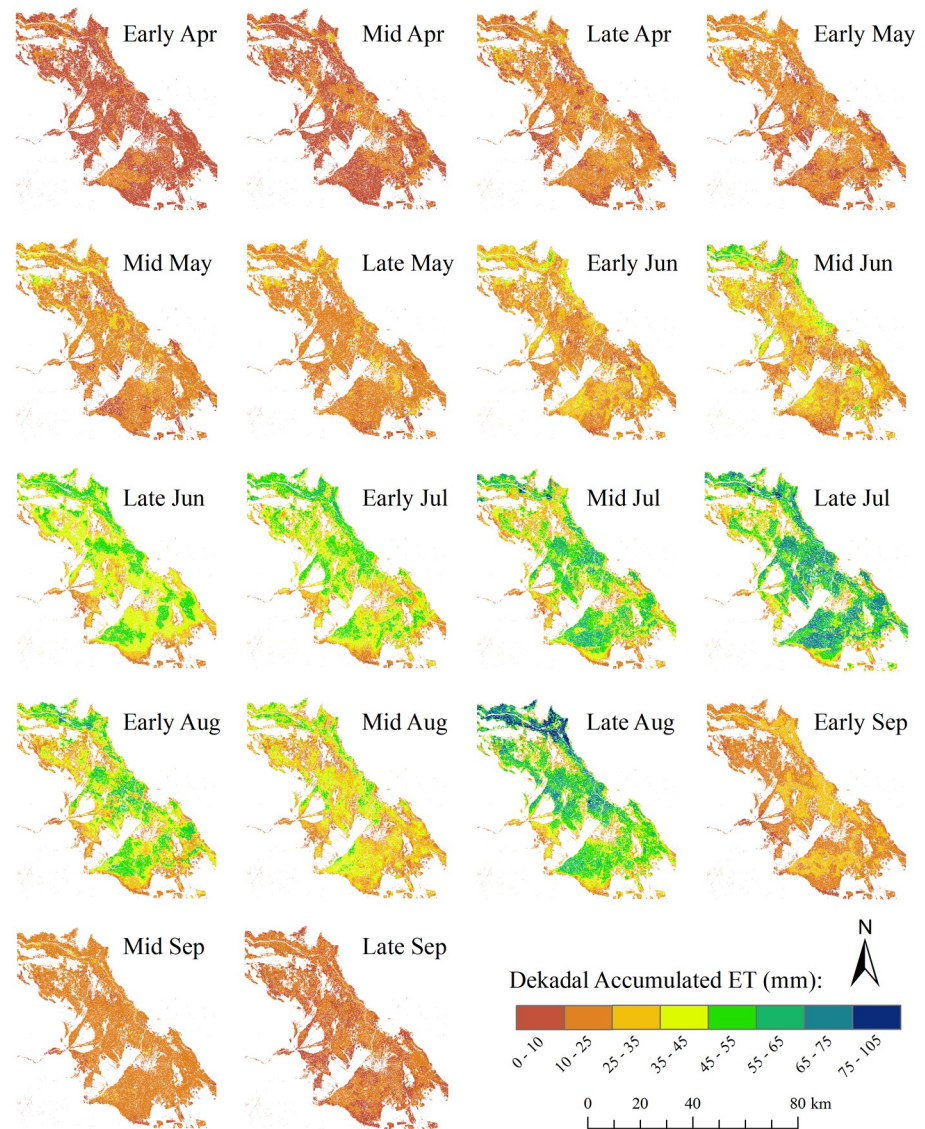 Early Apr
Mid Apr
Late Apr
Early May
Mid May
Late May
Early Jun
Mid Jun
Late Jun
Early Jul
Mid Jul
Late Jul
Early Aug
Mid Aug
Late Aug
Early Sep
Mid Sep
Late Sep
N
Dekadal Accumulated ET (mm):
0 - 10
10 - 25
25 - 35
35 - 45
45 - 55
55 - 65
65 - 75
75 - 105
0 20 40 80 km